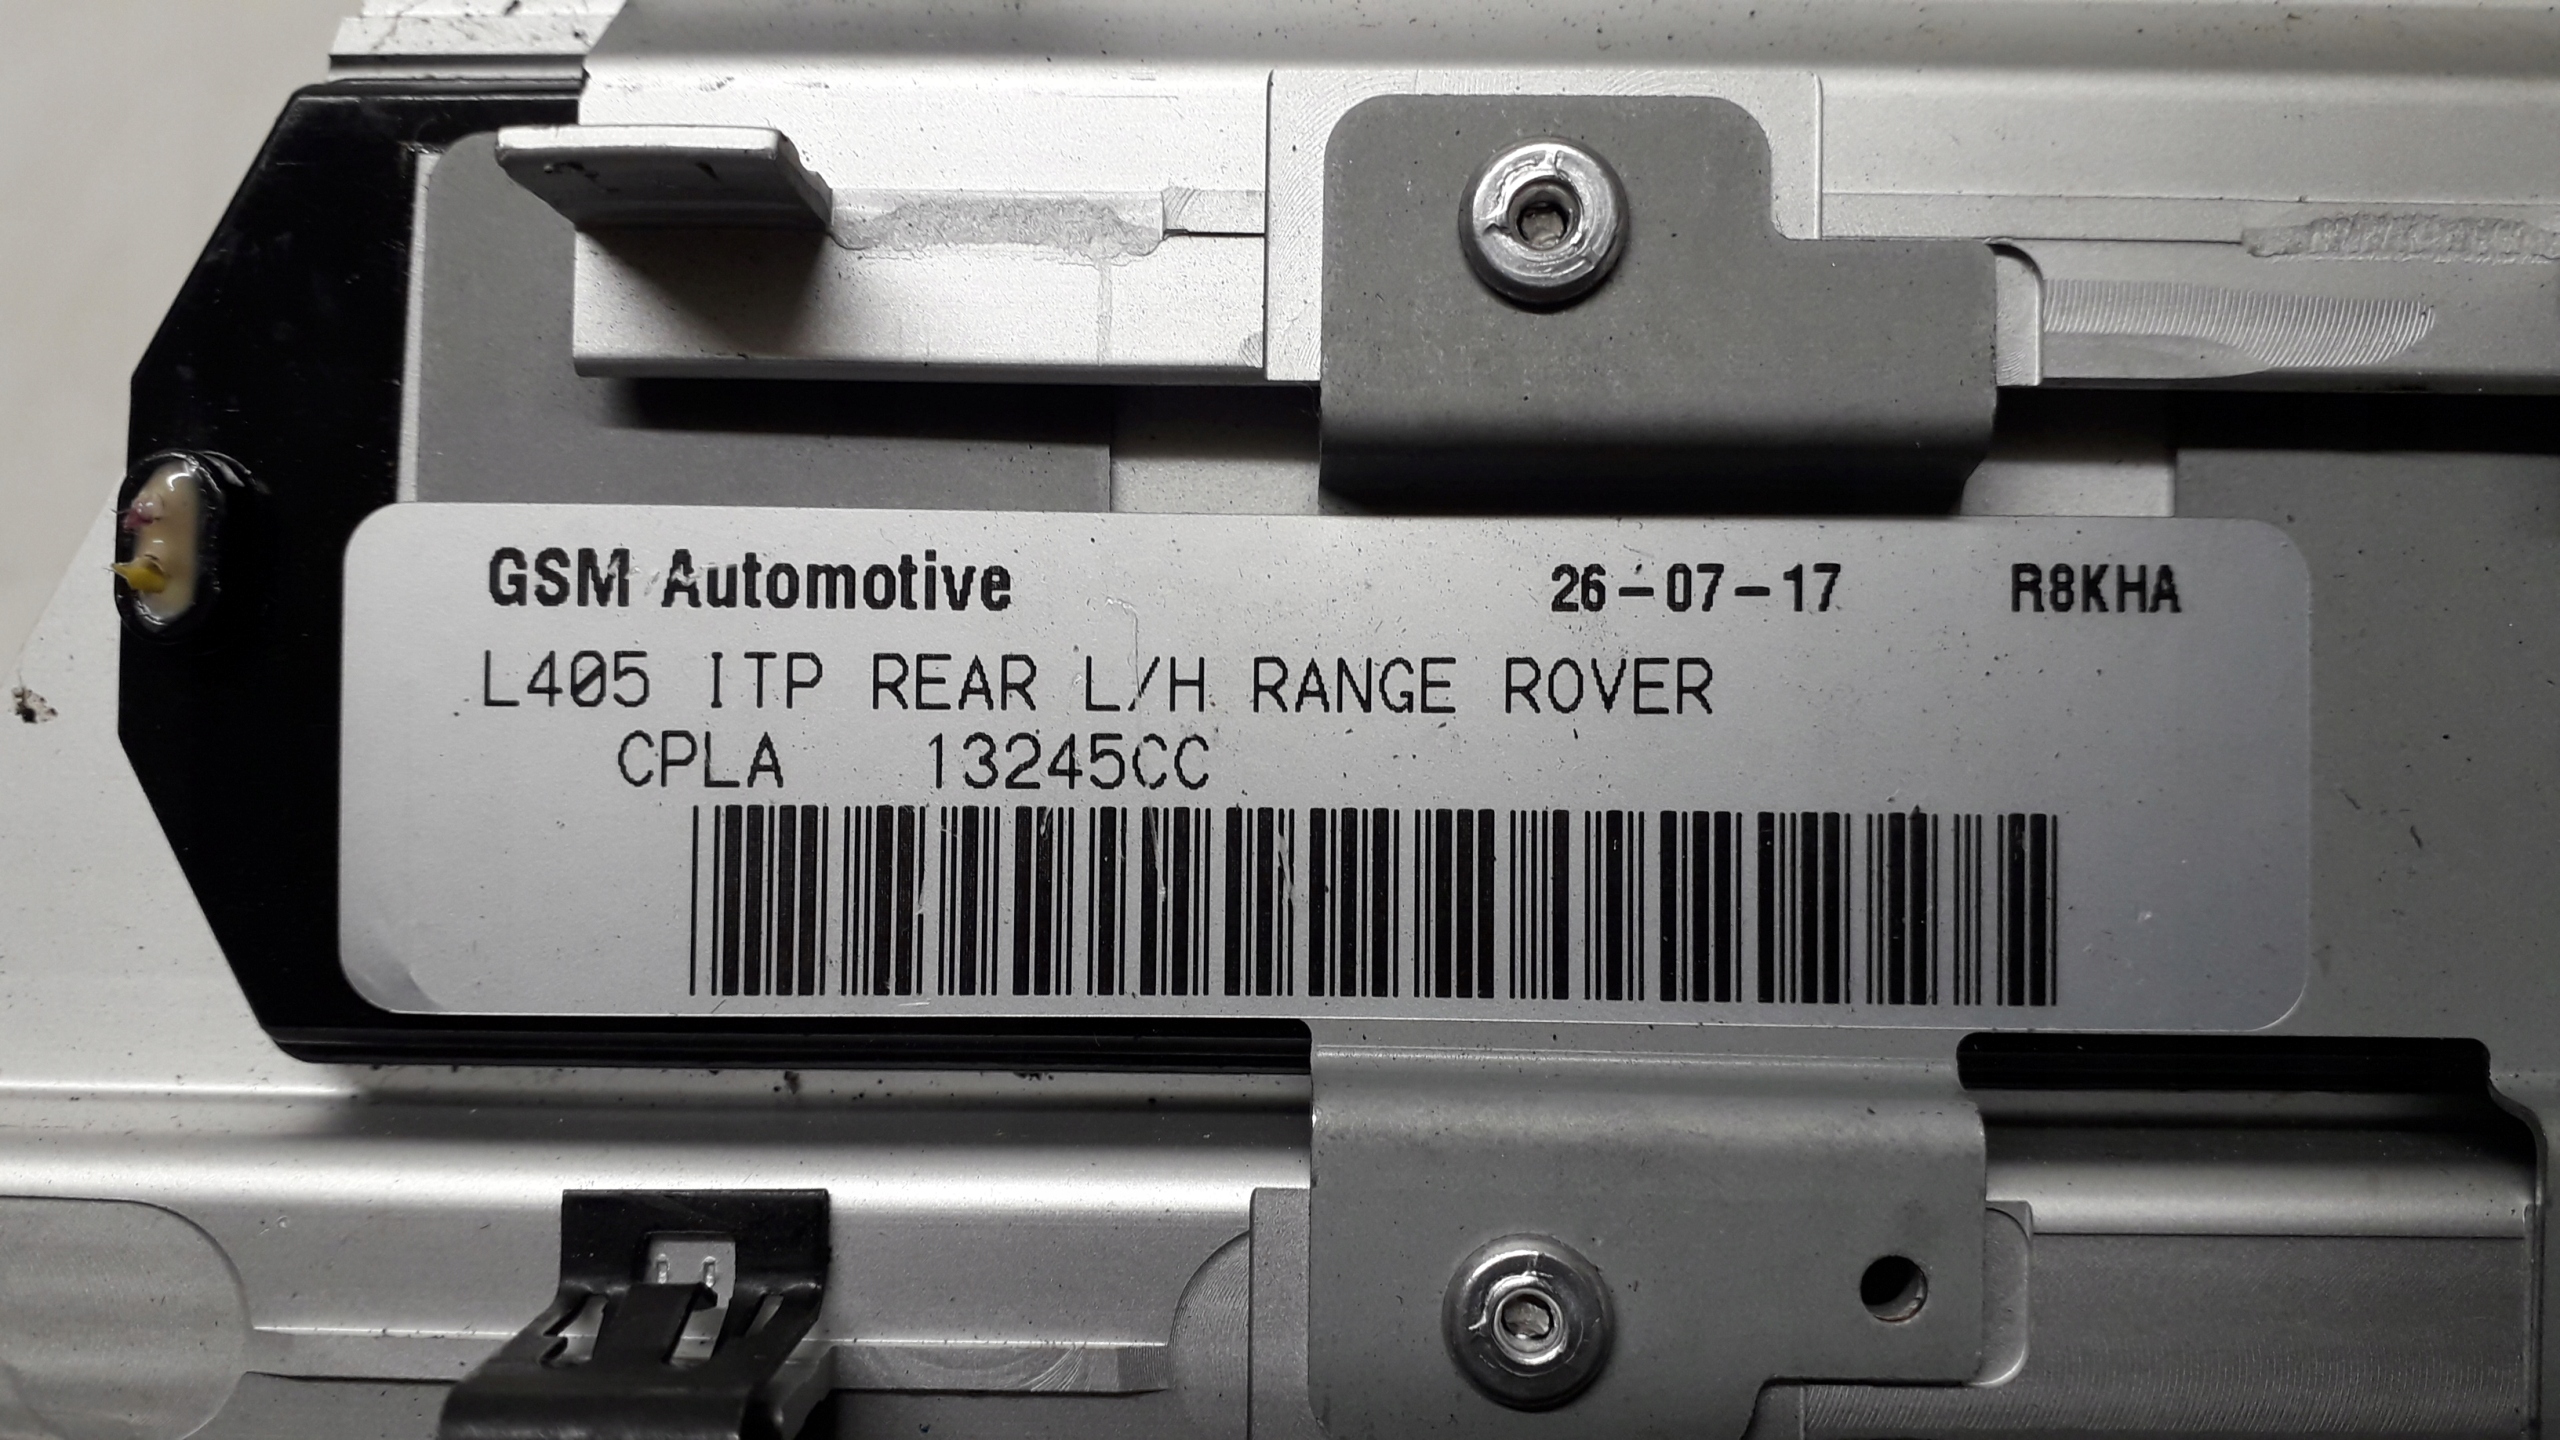 GSM Automotive 26-07-17 R8KHA
L405 ITP REAR L/H RANGE ROVER
CPLA 13245CC